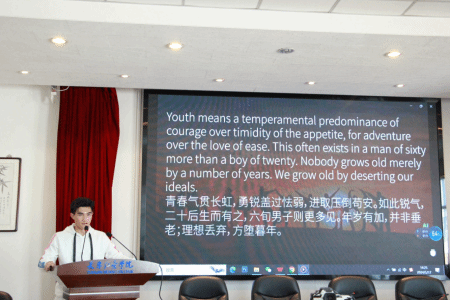 Youth means a temperamental predominance of
courage over timidity of the appetite, for adventure
over the love of ease. This often exists in a man of sixty
more than a boy of twenty. Nobody grows old merely
by a number of years. We grow old by deserting our
ideals.
青春气贯长虹，勇锐盖过怯弱，进取压倒苟安。如此锐气，
二十后生而有之，六旬男子则更多见。年岁有加，并非垂
老；理想丢弃，方堕暮年。